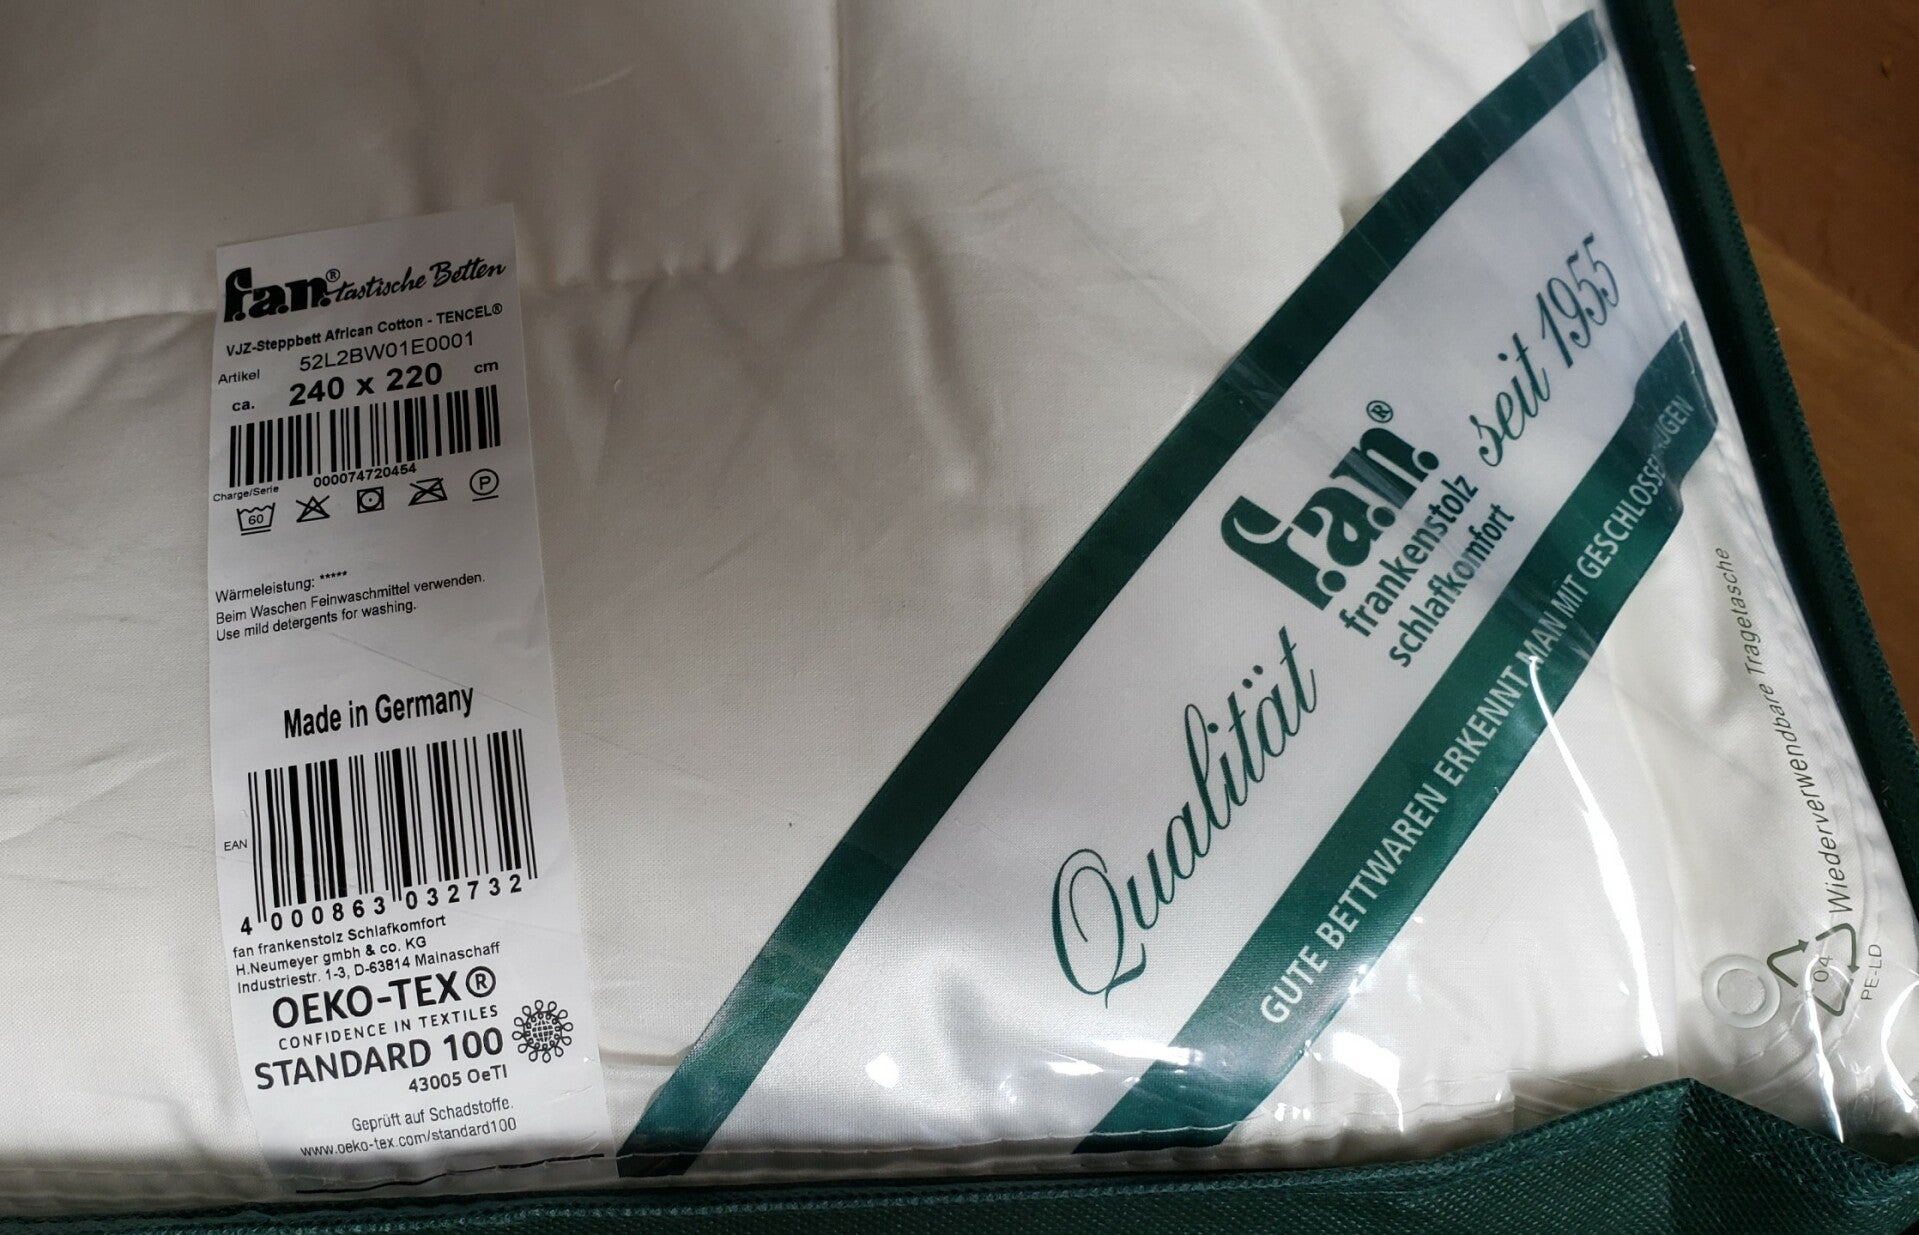 f.a.n.®tastische Betten
VJZ-Steppbett African Cotton - TENCEL®
Artikel 52L2BW01E0001
ca. 240 x 220 cm
000074720454
Charge/Serie
60 P
Wärmeleistung: *****
Beim Waschen Feinwaschmittel verwenden.
Use mild detergents for washing.
Made in Germany
EAN
4 000863 032732
fan frankenstolz Schlafkomfort
H.Neumeyer gmbh & co. KG
Industriestr. 1-3, D-63814 Mainaschaff
OEKO-TEX®
CONFIDENCE IN TEXTILES
STANDARD 100
43005 OeTI
Geprüft auf Schadstoffe.
www.oeko-tex.com/standard100
Qualität
f.a.n.®
frankenstolz
schlafkomfort
seit 1955
GUTE BETTWAREN ERKENNT MAN MIT
Wiederverwendbare Tragetasche
04
PE-LD